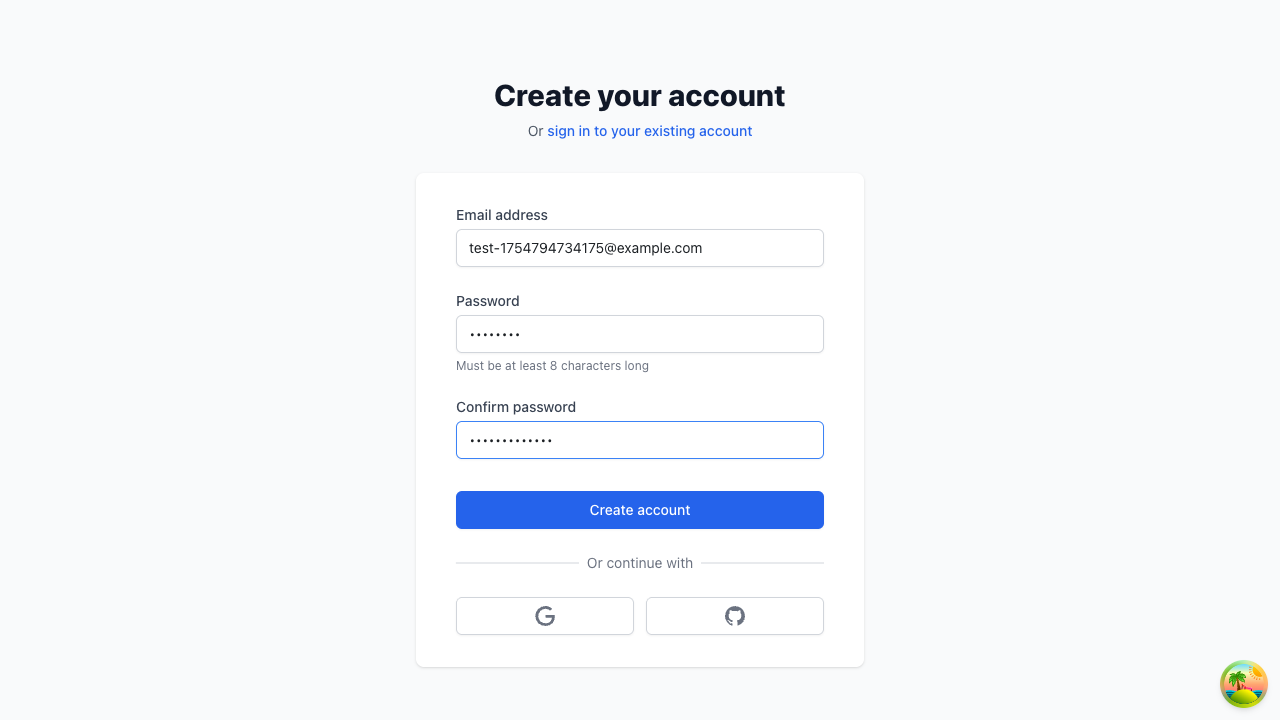 Create your account
Or sign in to your existing account
Email address
test-1754794734175@example.com
Password
••••••••
Must be at least 8 characters long
Confirm password
•••••••••••••
Create account
Or continue with